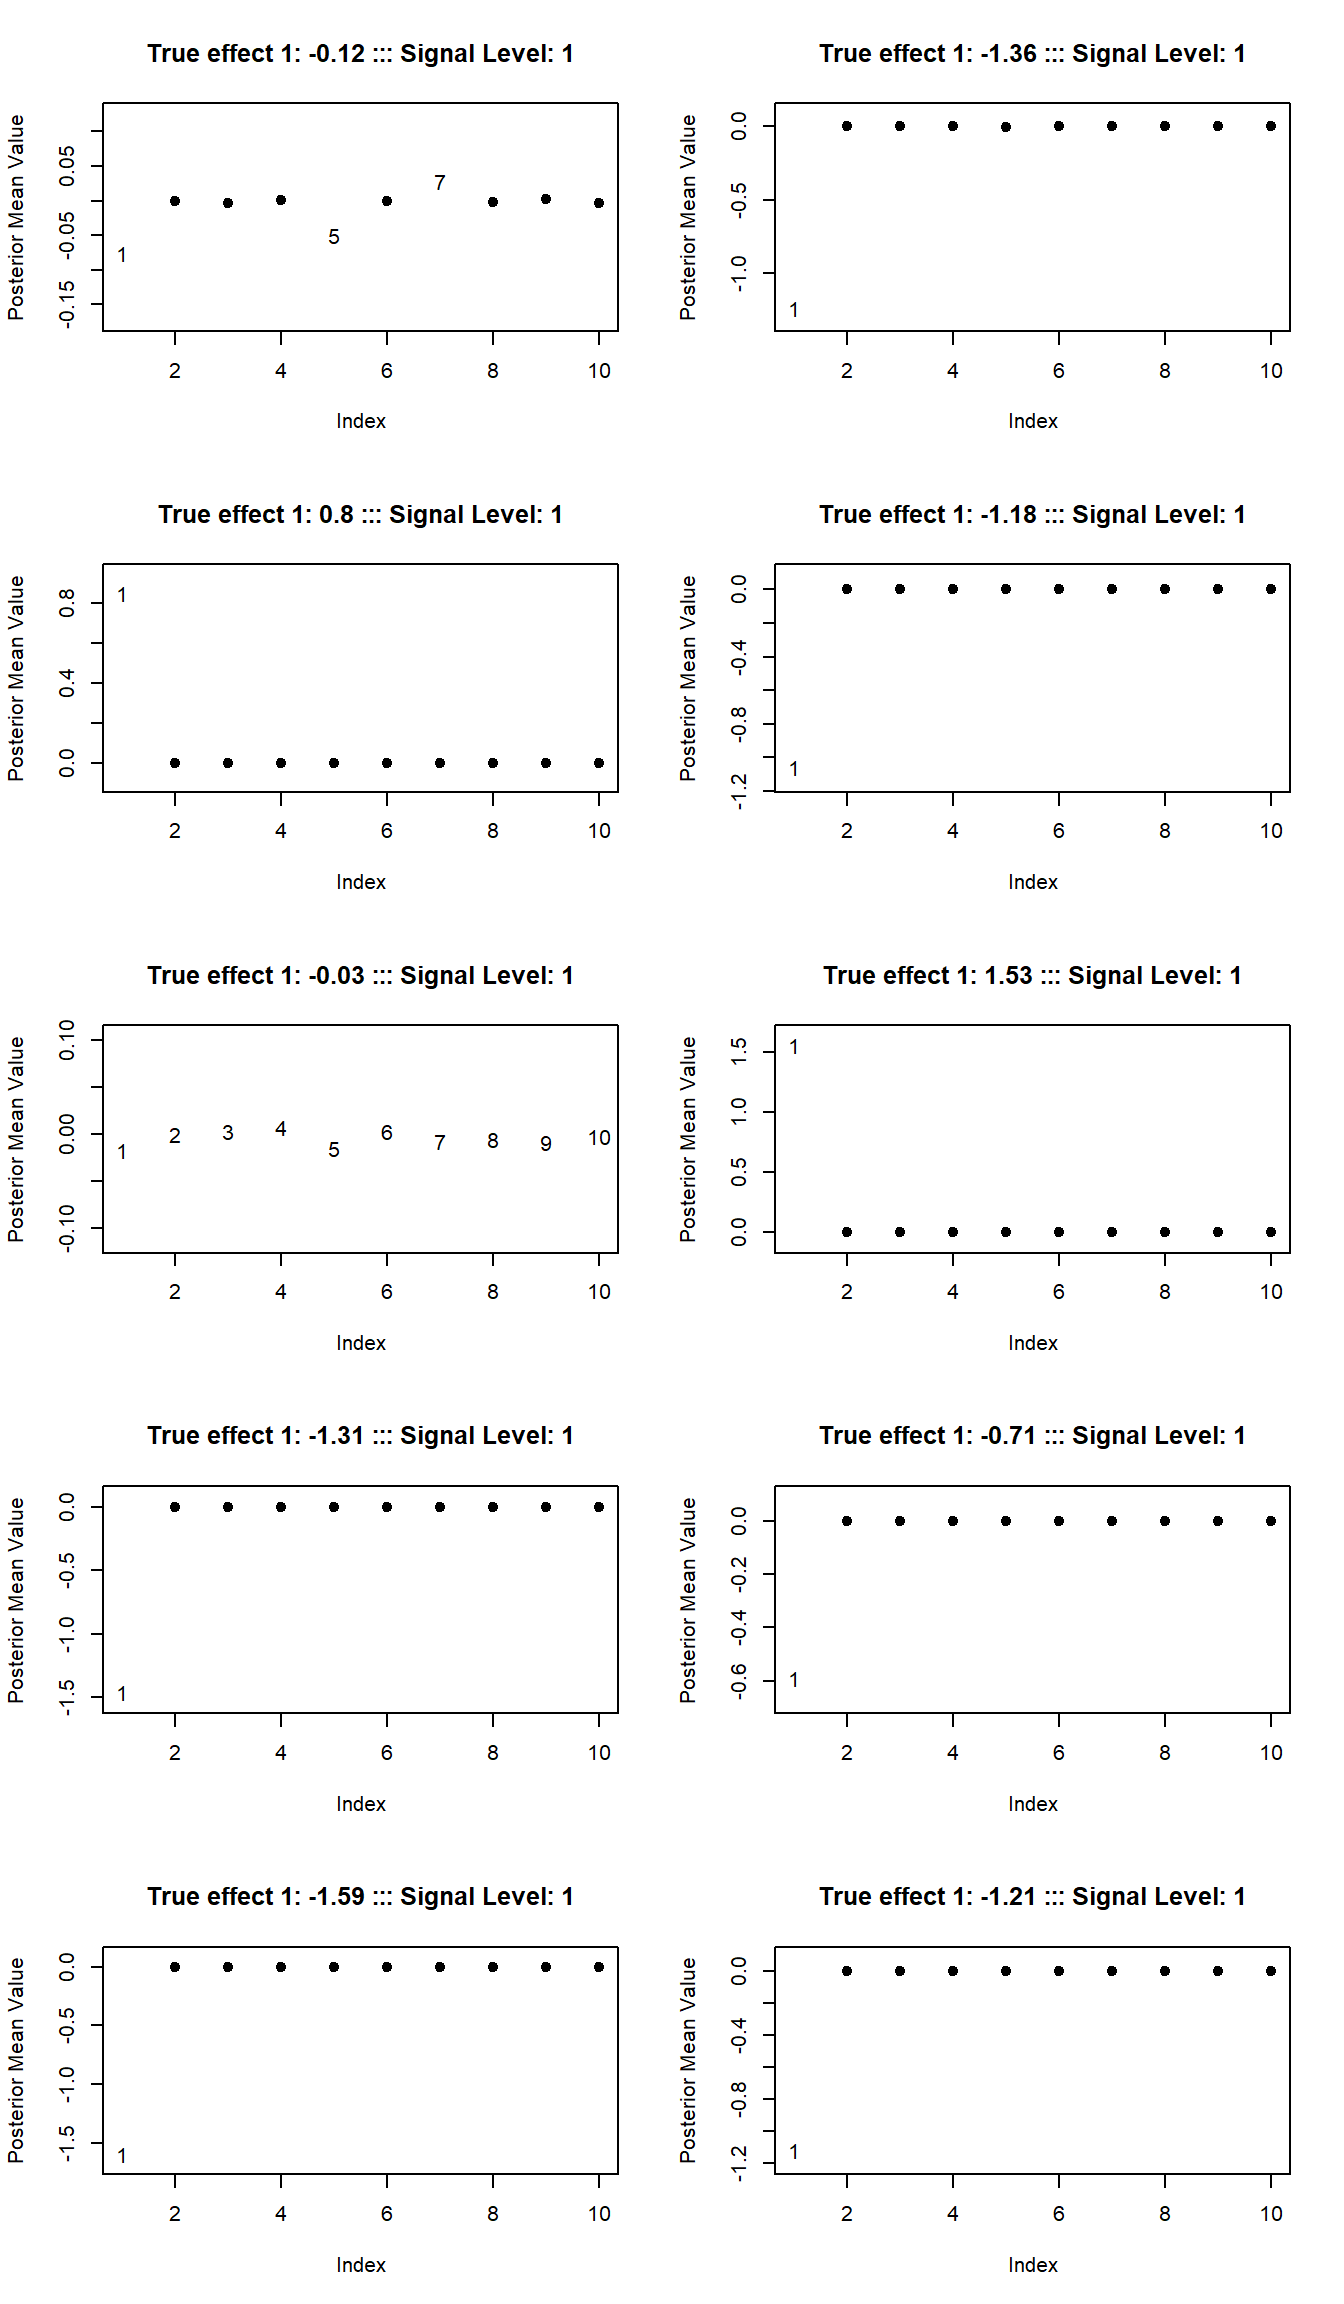 True effect 1: -0.12 ::: Signal Level: 1
Posterior Mean Value
0.05
-0.05
-0.15
1
5
7
2 4 6 8 10
Index
True effect 1: -1.36 ::: Signal Level: 1
Posterior Mean Value
0.0
-0.5
-1.0
1
2 4 6 8 10
Index
True effect 1: 0.8 ::: Signal Level: 1
Posterior Mean Value
0.8
0.4
0.0
1
2 4 6 8 10
Index
True effect 1: -1.18 ::: Signal Level: 1
Posterior Mean Value
0.0
-0.4
-0.8
-1.2
1
2 4 6 8 10
Index
True effect 1: -0.03 ::: Signal Level: 1
Posterior Mean Value
0.10
0.00
-0.10
1 2 3 4 5 6 7 8 9 10
2 4 6 8 10
Index
True effect 1: 1.53 ::: Signal Level: 1
Posterior Mean Value
1.5
1.0
0.5
0.0
1
2 4 6 8 10
Index
True effect 1: -1.31 ::: Signal Level: 1
Posterior Mean Value
0.0
-0.5
-1.0
-1.5
1
2 4 6 8 10
Index
True effect 1: -0.71 ::: Signal Level: 1
Posterior Mean Value
0.0
-0.2
-0.4
-0.6
1
2 4 6 8 10
Index
True effect 1: -1.59 ::: Signal Level: 1
Posterior Mean Value
0.0
-0.5
-1.0
-1.5
1
2 4 6 8 10
Index
True effect 1: -1.21 ::: Signal Level: 1
Posterior Mean Value
0.0
-0.4
-0.8
-1.2
1
2 4 6 8 10
Index